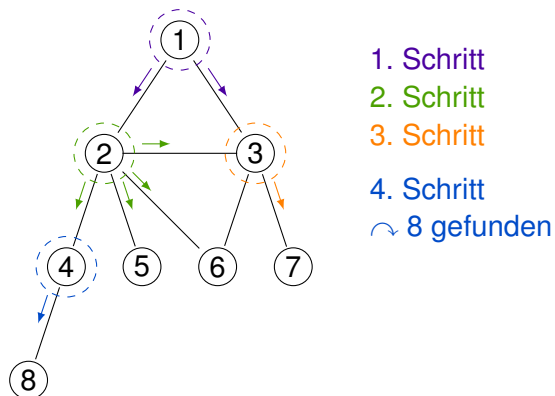 1
1. Schritt
2. Schritt
3. Schritt
2
3
4. Schritt
↷ 8 gefunden
4
5
6
7
8